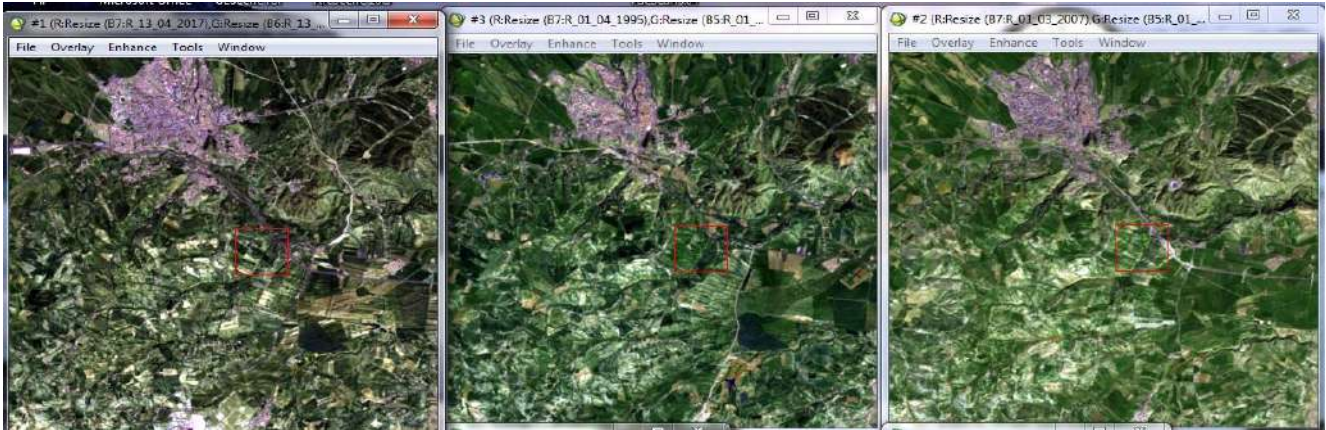 #1 (R:Resize (B7:R_13_04_2017),G:Resize (B6:R_13_...
File Overlay Enhance Tools Window
#3 (R:Resize (B7:R_01_04_1995),G:Resize (B5:R_01_...
File Overlay Enhance Tools Window
#2 (R:Resize (B7:R_01_03_2007),G:Resize (B5:R_01_...
File Overlay Enhance Tools Window